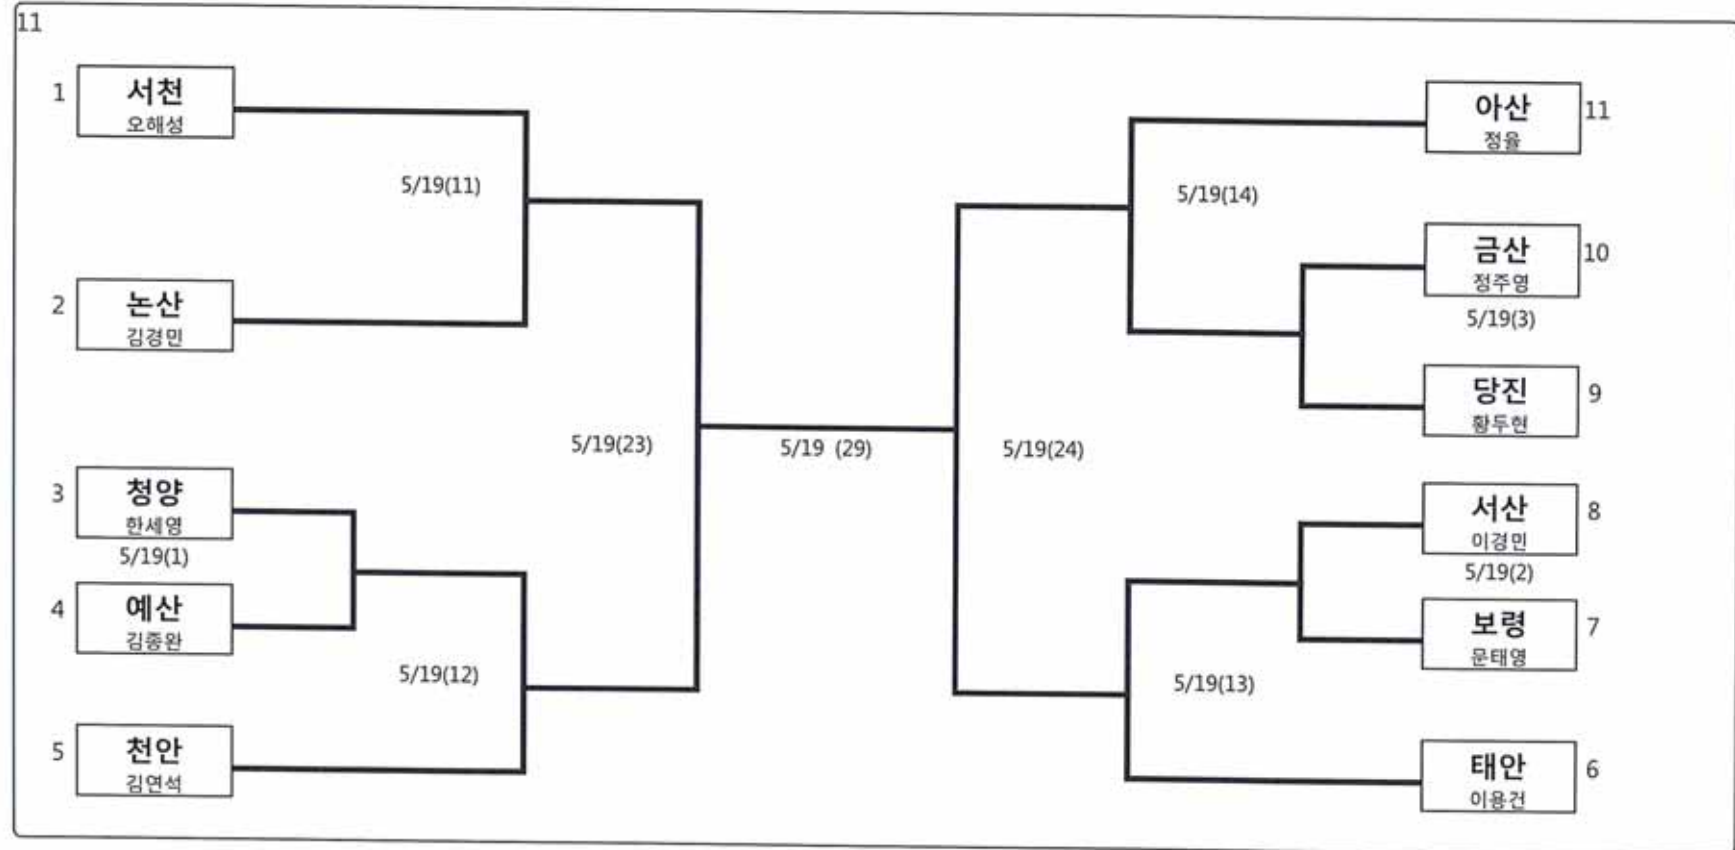 11
1
서천
오해성
5/19(11)
2
논산
김경민
5/19(23)
3
청양
한세영
5/19(1)
4
예산
김종완
5/19(12)
5
천안
김연석
5/19 (29)
아산
11
정율
5/19(14)
금산
10
정주영
5/19(3)
당진
9
황두현
5/19(24)
서산
8
이경민
5/19(2)
보령
7
문태영
5/19(13)
태안
6
이용건